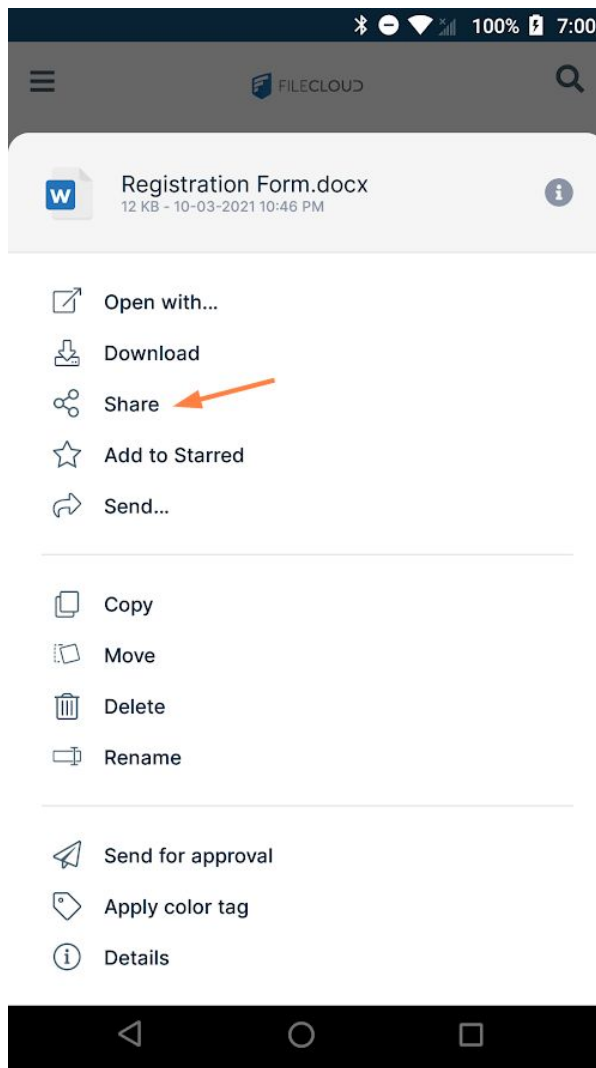 100% 7:00
FILECLOUD
W
Registration Form.docx
12 KB - 10-03-2021 10:46 PM
Open with...
Download
Share
Add to Starred
Send...
Copy
Move
Delete
Rename
Send for approval
Apply color tag
Details